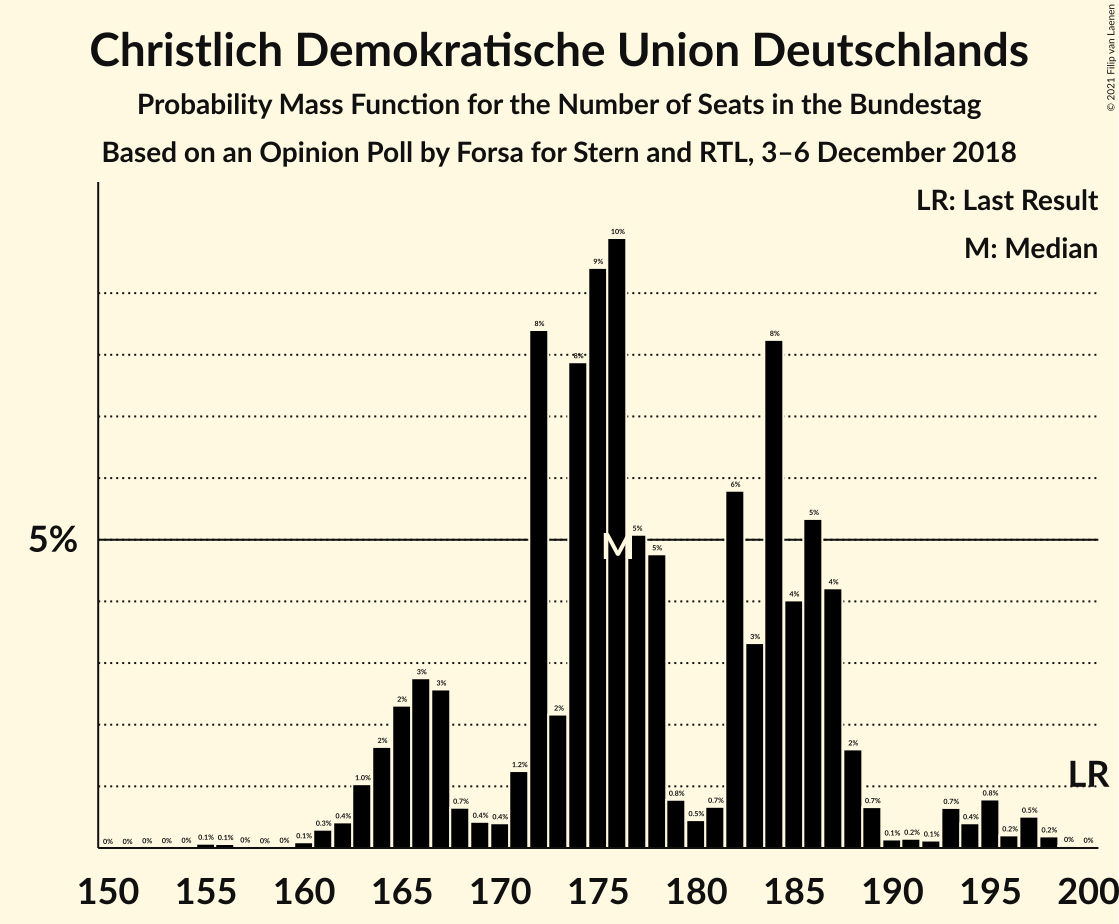 Christlich Demokratische Union Deutschlands
Probability Mass Function for the Number of Seats in the Bundestag
Based on an Opinion Poll by Forsa for Stern and RTL, 3–6 December 2018
© 2021 Filip van Laenen
LR: Last Result
M: Median
5%
0% 0% 0% 0% 0% 0.1% 0.1% 0% 0% 0% 0.1% 0.3% 0.4% 1.0% 2% 2% 3% 3% 0.7% 0.4% 0.4% 1.2% 8% 2% 8% 9% 10% 5% 5% 0.8% 0.5% 0.7% 6% 3% 8% 4% 5% 4% 2% 0.7% 0.1% 0.2% 0.1% 0.7% 0.4% 0.8% 0.2% 0.5% 0.2% 0% 0%
M
LR
150 155 160 165 170 175 180 185 190 195 200